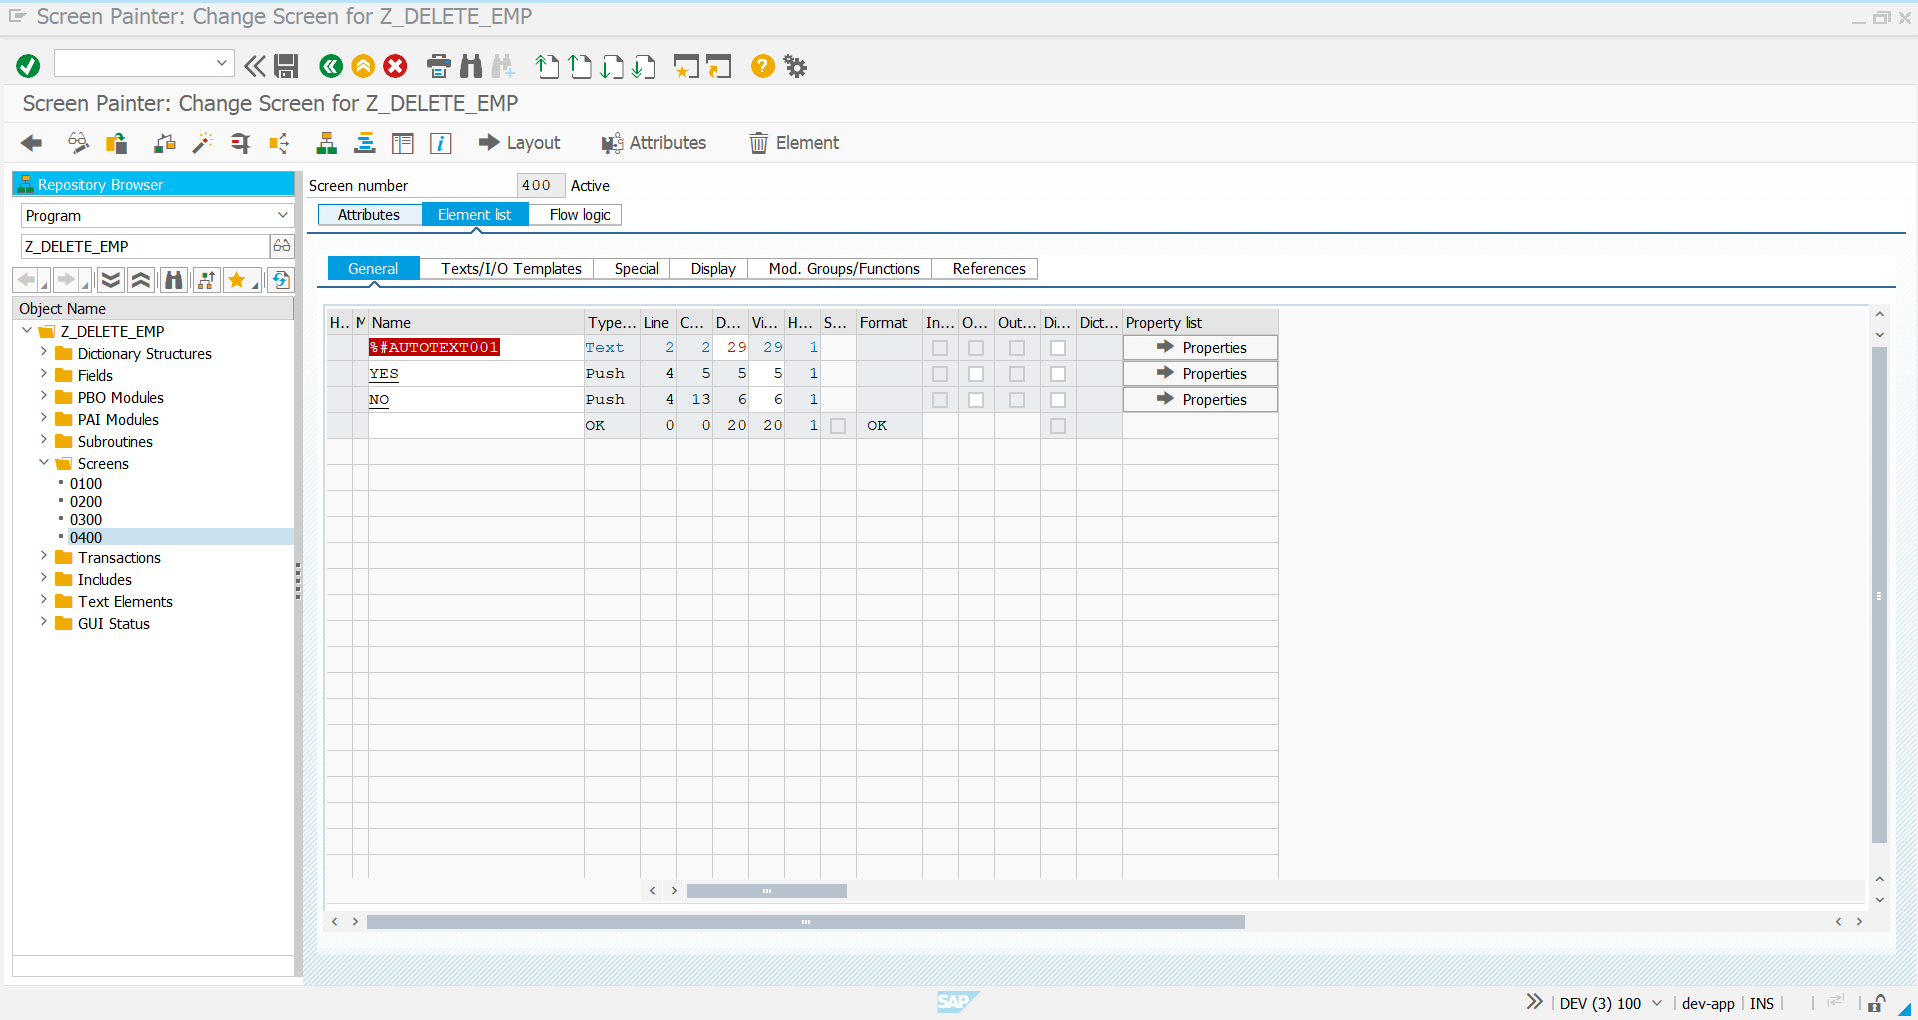 Screen Painter: Change Screen for Z_DELETE_EMP
Screen Painter: Change Screen for Z_DELETE_EMP
Layout Attributes Element
Repository Browser
Program
Z_DELETE_EMP
Object Name
Z_DELETE_EMP
Dictionary Structures
Fields
PBO Modules
PAI Modules
Subroutines
Screens
0100
0200
0300
0400
Transactions
Includes
Text Elements
GUI Status
Screen number 400 Active
Attributes Element list Flow logic
General Texts/I/O Templates Special Display Mod. Groups/Functions References
H.. M Name Type... Line C... D... Vi... H... S... Format In... O... Out... Di... Dict... Property list
%#AUTOTEXT001 Text 2 2 29 29 1 Properties
YES Push 4 5 5 5 1 Properties
NO Push 4 13 6 6 1 Properties
OK 0 0 20 20 1 OK
SAP
DEV (3) 100 dev-app INS